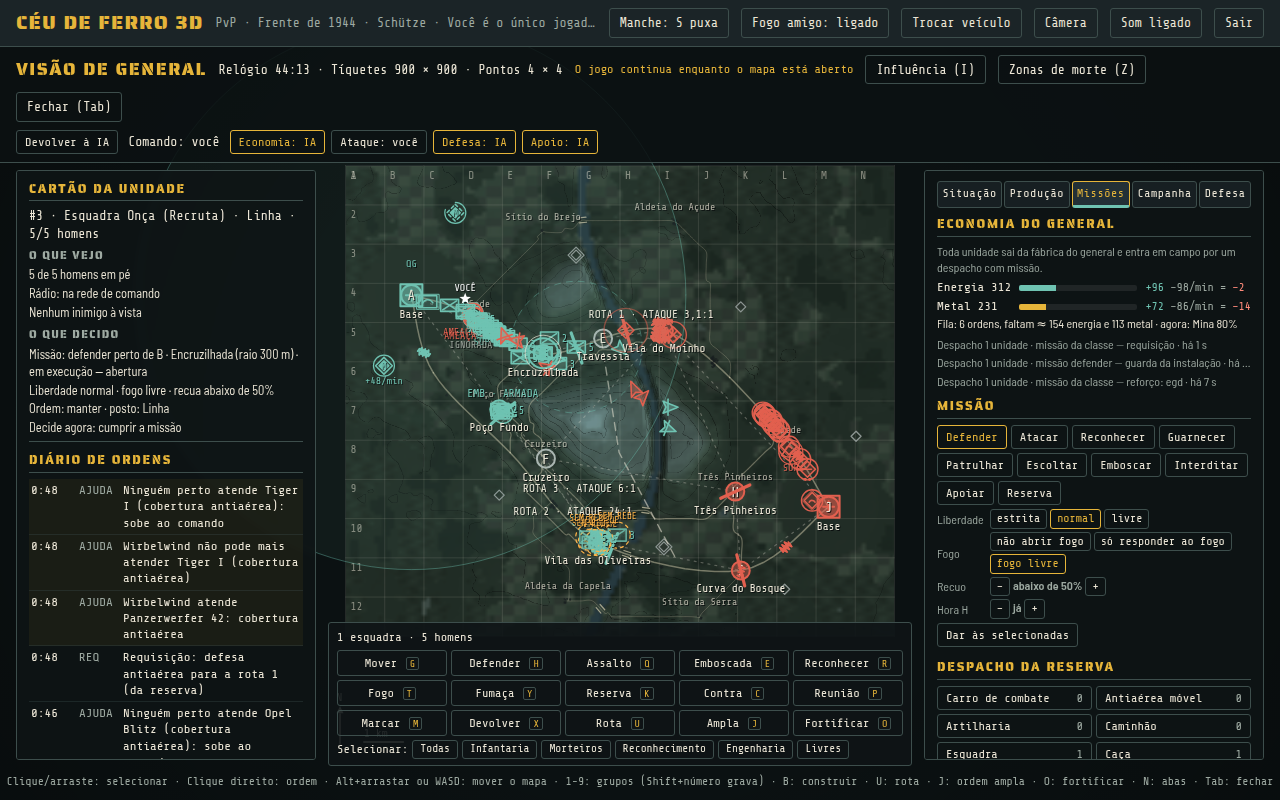 CÉU DE FERRO 3D PvP · Frente de 1944 · Schütze · Você é o único jogad… Manche: 5 puxa Fogo amigo: ligado Trocar veículo Câmera Som ligado Sair
VISÃO DE GENERAL Relógio 44:13 · Tíquetes 900 × 900 · Pontos 4 × 4 O jogo continua enquanto o mapa está aberto Influência (I) Zonas de morte (Z)
Fechar (Tab)
Devolver à IA Comando: você Economia: IA Ataque: você Defesa: IA Apoio: IA
CARTÃO DA UNIDADE
#3 · Esquadra Onça (Recruta) · Linha ·
5/5 homens
O QUE VEJO
5 de 5 homens em pé
Rádio: na rede de comando
Nenhum inimigo à vista
O QUE DECIDO
Missão: defender perto de B · Encruzilhada (raio 300 m) ·
em execução — abertura
Liberdade normal · fogo livre · recua abaixo de 50%
Ordem: manter · posto: Linha
Decide agora: cumprir a missão
DIÁRIO DE ORDENS
0:48 AJUDA Ninguém perto atende Tiger
I (cobertura antiaérea):
sobe ao comando
0:48 AJUDA Wirbelwind não pode mais
atender Tiger I (cobertura
antiaérea)
0:48 AJUDA Wirbelwind atende
Panzerwerfer 42: cobertura
antiaérea
0:48 REQ Requisição: defesa
antiaérea para a rota 1
(da reserva)
0:46 AJUDA Ninguém perto atende Opel
Blitz (cobertura
antiaérea): sobe ao
B C D E F G H I J K L M N
2
3
4
5
6
7
8
9
10
11
12
Aldeia do Açude
Sítio do Brejo
QG
VOCÊ
A
Base
ROTA 1 · ATAQUE 3,1:1
E
Travessia
Vila do Moinho
IGNORADA
Encruzilhada
+48/min
Poço Fundo
Cruzeiro
F
Cruzeiro
ROTA 3 · ATAQUE 6:1
ROTA 2 · ATAQUE 24:1
Três Pinheiros
Três Pinheiros
J
Base
Vila das Oliveiras
Aldeia da Capela
Curva do Bosque
Sítio da Serra
1 esquadra · 5 homens
Mover G Defender H Assalto Q Emboscada E Reconhecer R
Fogo T Fumaça Y Reserva K Contra C Reunião P
Marcar M Devolver X Rota U Ampla J Fortificar O
Selecionar: Todas Infantaria Morteiros Reconhecimento Engenharia Livres
Situação Produção Missões Campanha Defesa
ECONOMIA DO GENERAL
Toda unidade sai da fábrica do general e entra em campo por um
despacho com missão.
Energia 312 +96 -98/min = -2
Metal 231 +72 -86/min = -14
Fila: 6 ordens, faltam ≈ 154 energia e 113 metal · agora: Mina 80%
Despacho 1 unidade · missão da classe — requisição · há 1 s
Despacho 1 unidade · missão defender — guarda da instalação · há …
Despacho 1 unidade · missão da classe — reforço: egd · há 7 s
MISSÃO
Defender Atacar Reconhecer Guarnecer
Patrulhar Escoltar Emboscar Interditar
Apoiar Reserva
Liberdade estrita normal livre
Fogo não abrir fogo só responder ao fogo
fogo livre
Recuo − abaixo de 50% +
Hora H − já +
Dar às selecionadas
DESPACHO DA RESERVA
Carro de combate 0 Antiaérea móvel 0
Artilharia 0 Caminhão 0
Esquadra 1 Caça 1
Clique/arraste: selecionar · Clique direito: ordem · Alt+arrastar ou WASD: mover o mapa · 1-9: grupos (Shift+número grava) · B: construir · U: rota · J: ordem ampla · O: fortificar · N: abas · Tab: fechar